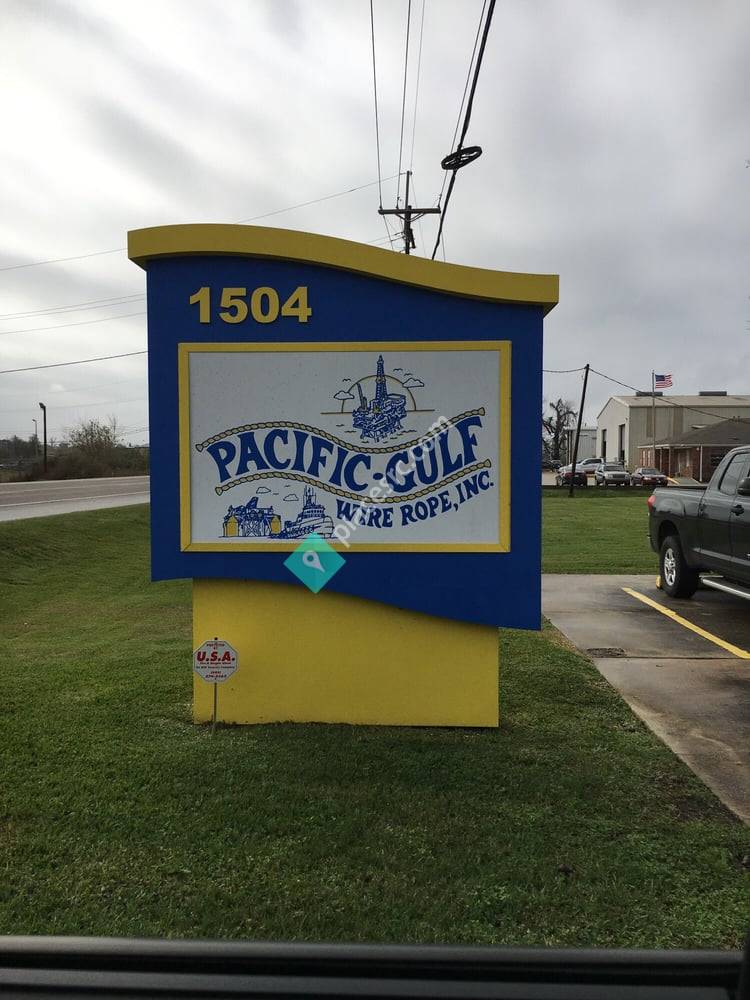 1504
PACIFIC-GULF
WIRE ROPE, INC.
U.S.A.